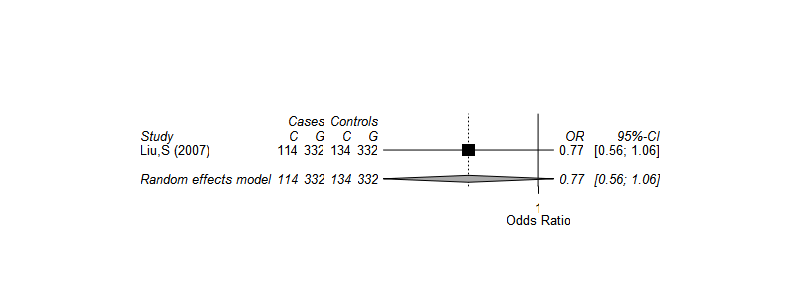 Cases Controls
Study C G C G OR 95%-CI
Liu,S (2007) 114 332 134 332 0.77 [0.56; 1.06]
Random effects model 114 332 134 332 0.77 [0.56; 1.06]
1
Odds Ratio